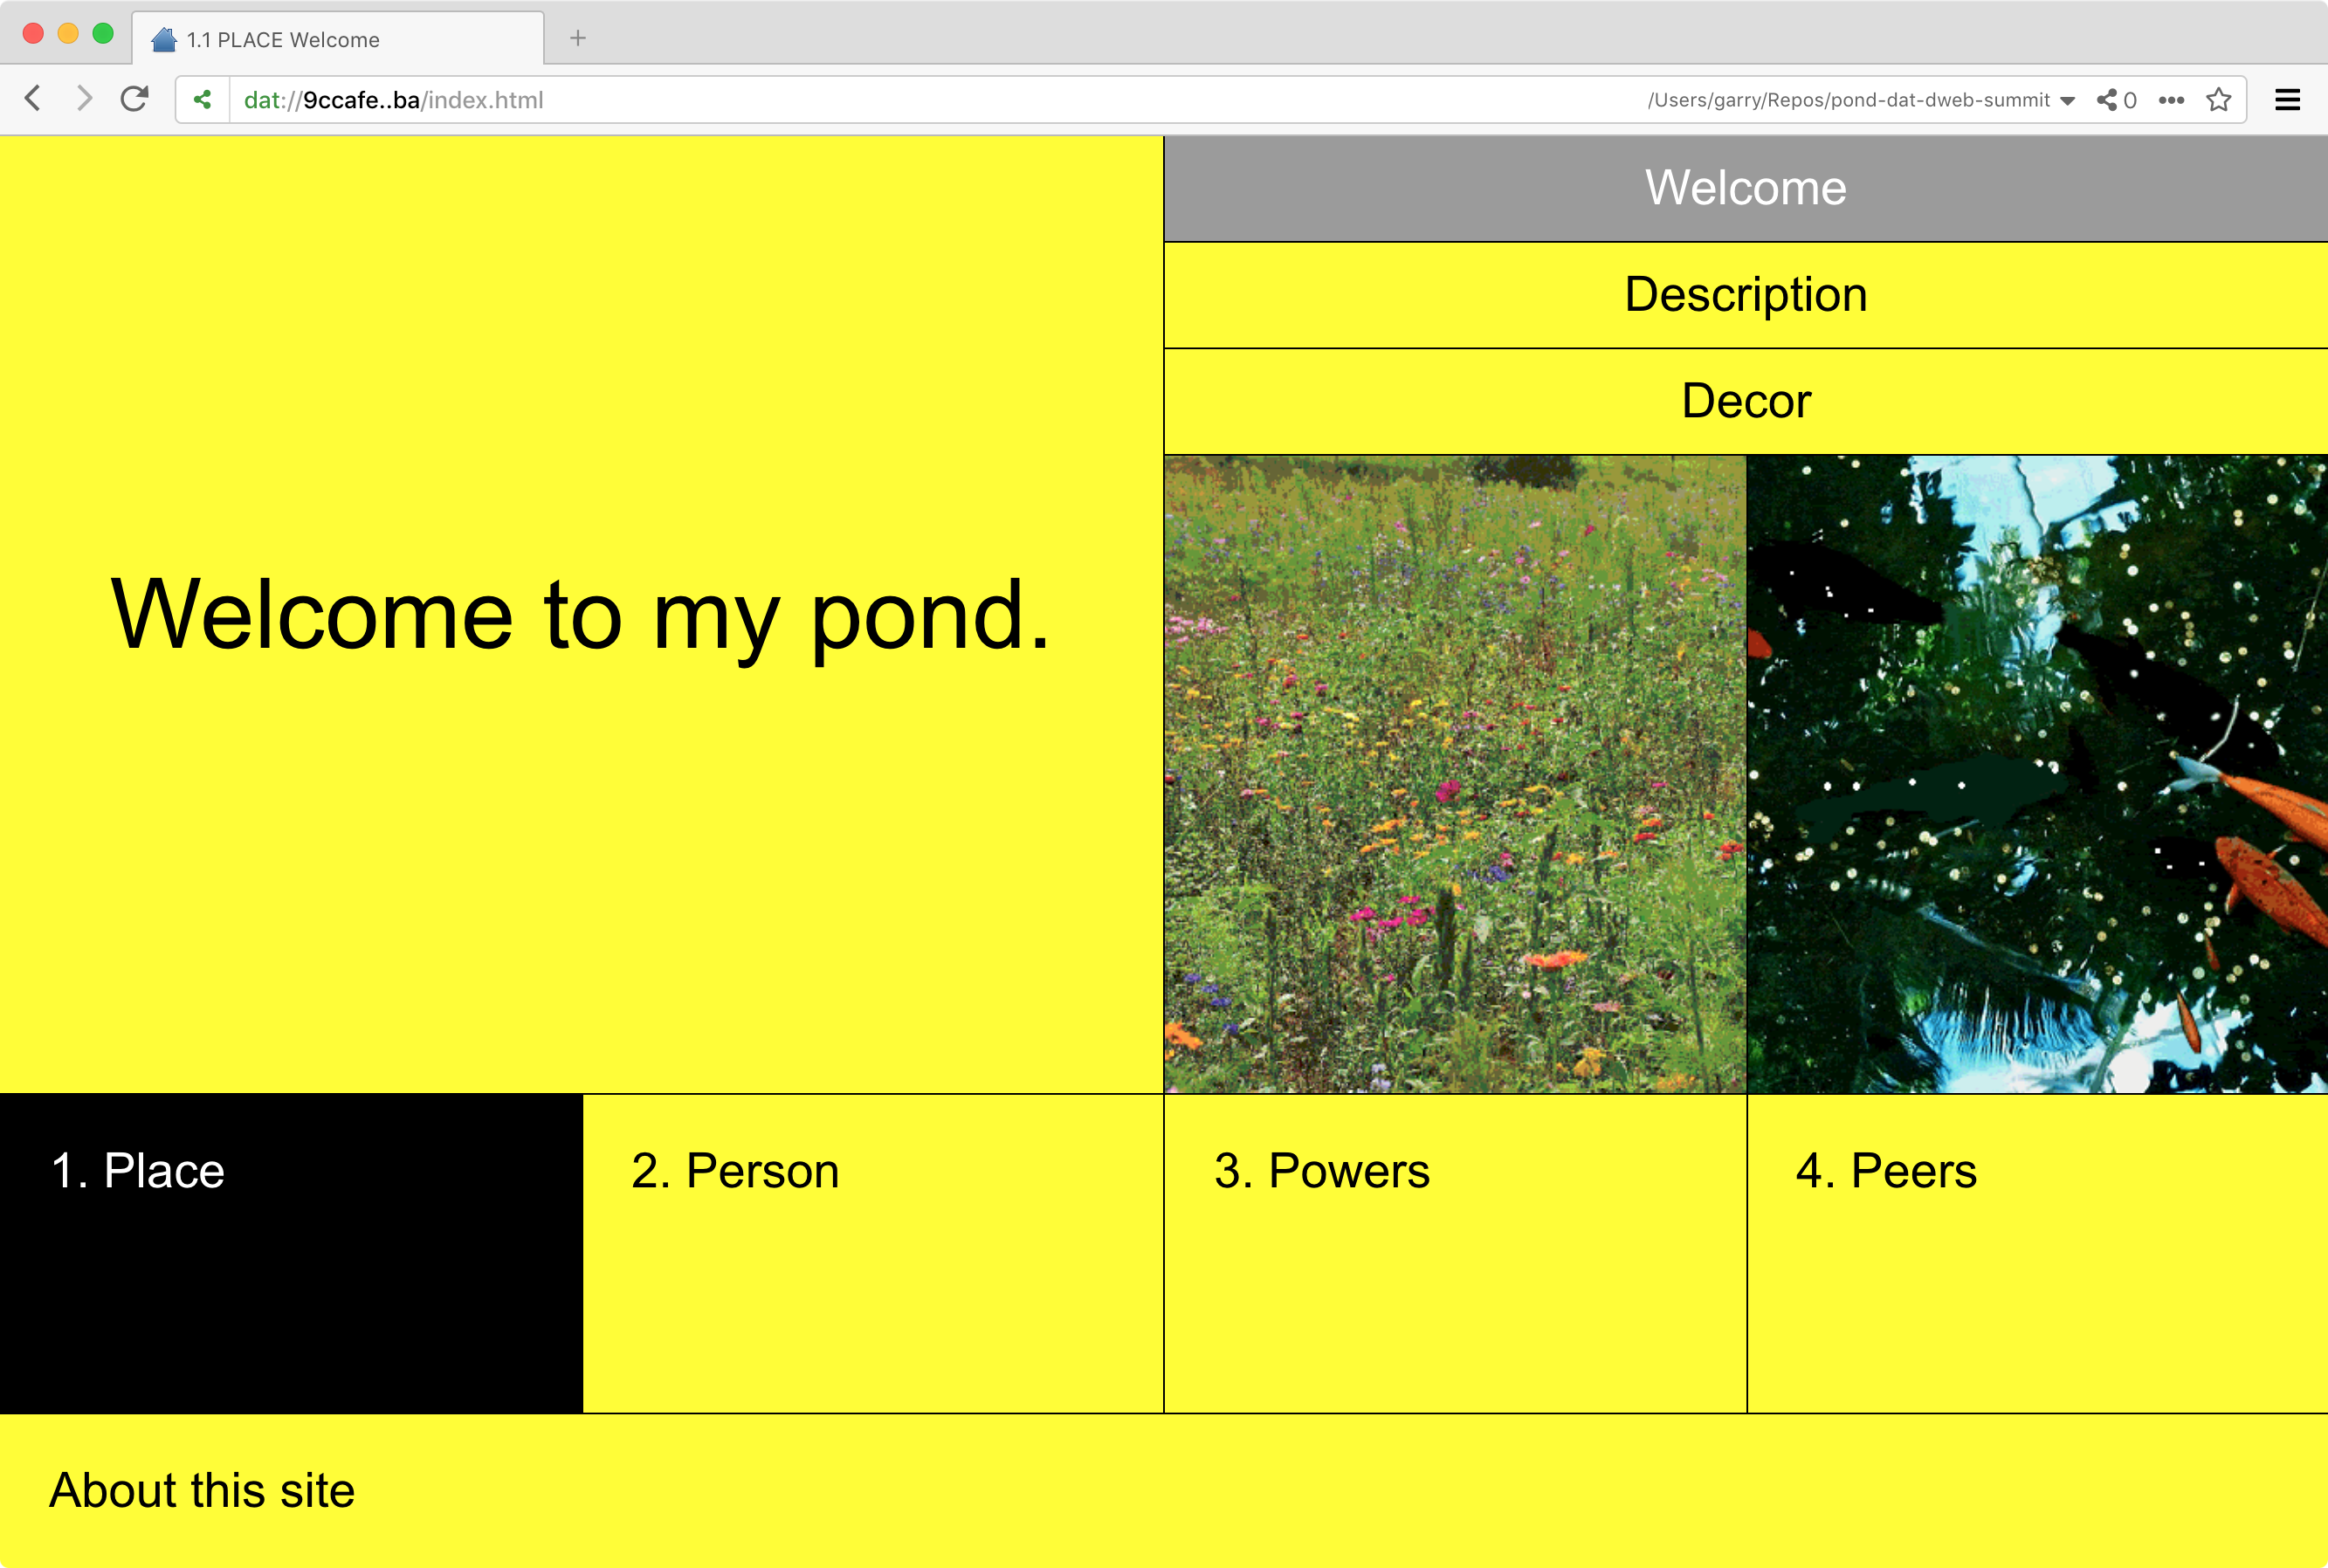 1.1 PLACE Welcome
dat://9ccafe..ba/index.html
/Users/garry/Repos/pond-dat-dweb-summit
0
Welcome
Description
Decor
Welcome to my pond.
1. Place
2. Person
3. Powers
4. Peers
About this site